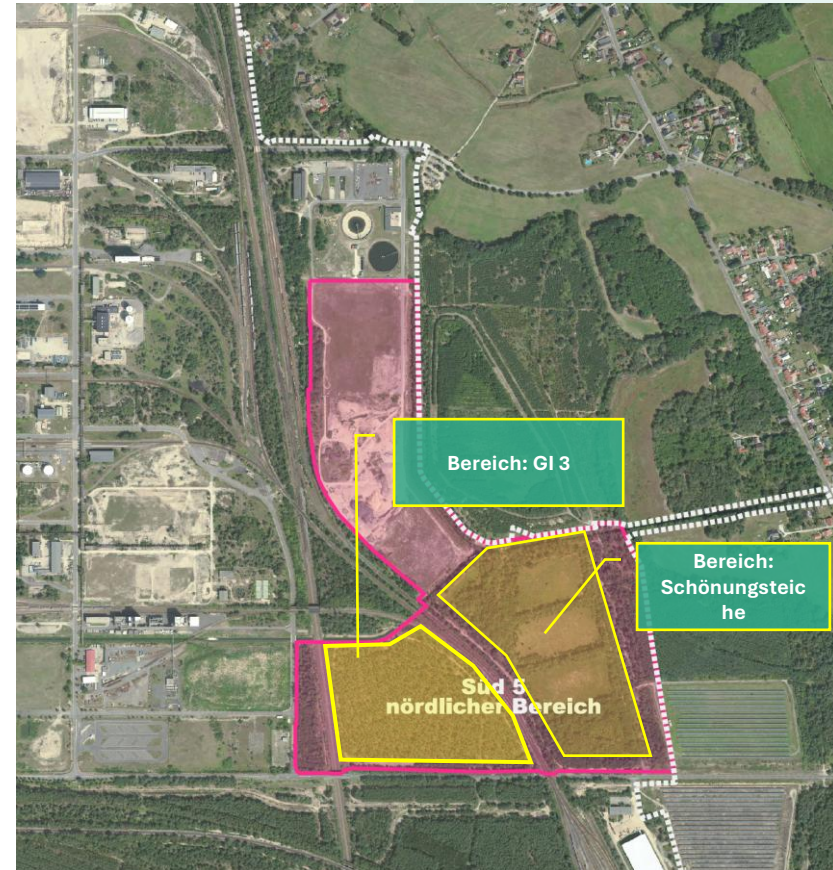 Bereich: GI 3
Bereich:
Schönungsteic
he
Süd 5
nördlicher Bereich